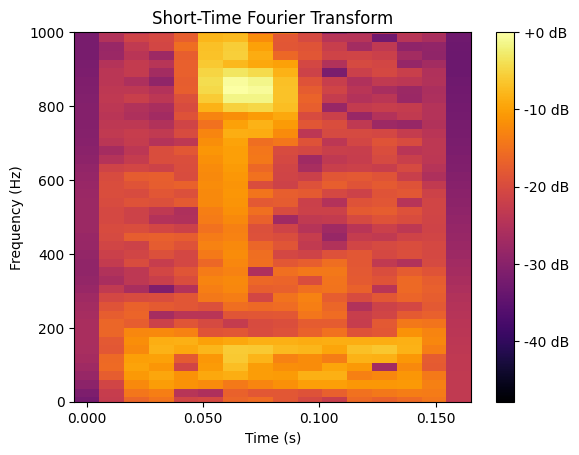 Short-Time Fourier Transform
Frequency (Hz)
1000
800
600
400
200
0
0.000
0.050
0.100
0.150
Time (s)
+0 dB
-10 dB
-20 dB
-30 dB
-40 dB